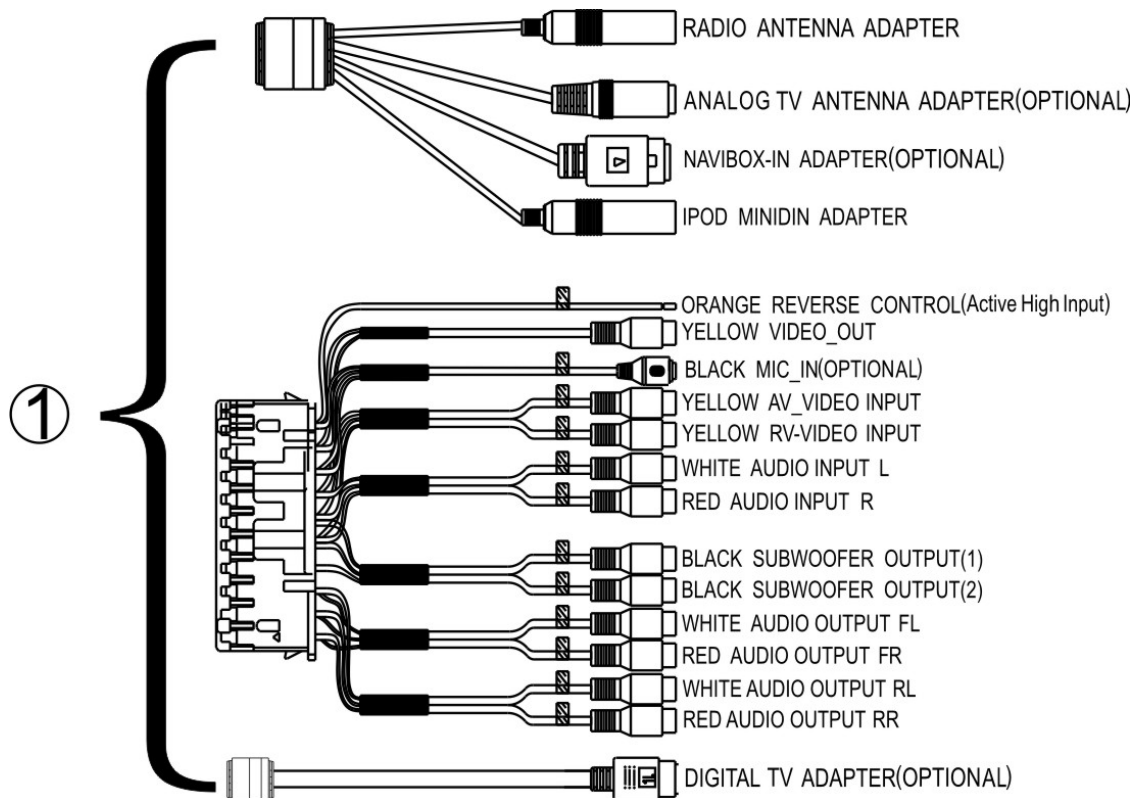 RADIO ANTENNA ADAPTER
ANALOG TV ANTENNA ADAPTER(OPTIONAL)
NAVIBOX-IN ADAPTER(OPTIONAL)
IPOD MINIDIN ADAPTER
ORANGE REVERSE CONTROL(Active High Input)
YELLOW VIDEO_OUT
BLACK MIC_IN(OPTIONAL)
1
YELLOW AV_VIDEO INPUT
YELLOW RV-VIDEO INPUT
WHITE AUDIO INPUT L
RED AUDIO INPUT R
BLACK SUBWOOFER OUTPUT(1)
BLACK SUBWOOFER OUTPUT(2)
WHITE AUDIO OUTPUT FL
RED AUDIO OUTPUT FR
WHITE AUDIO OUTPUT RL
RED AUDIO OUTPUT RR
DIGITAL TV ADAPTER(OPTIONAL)